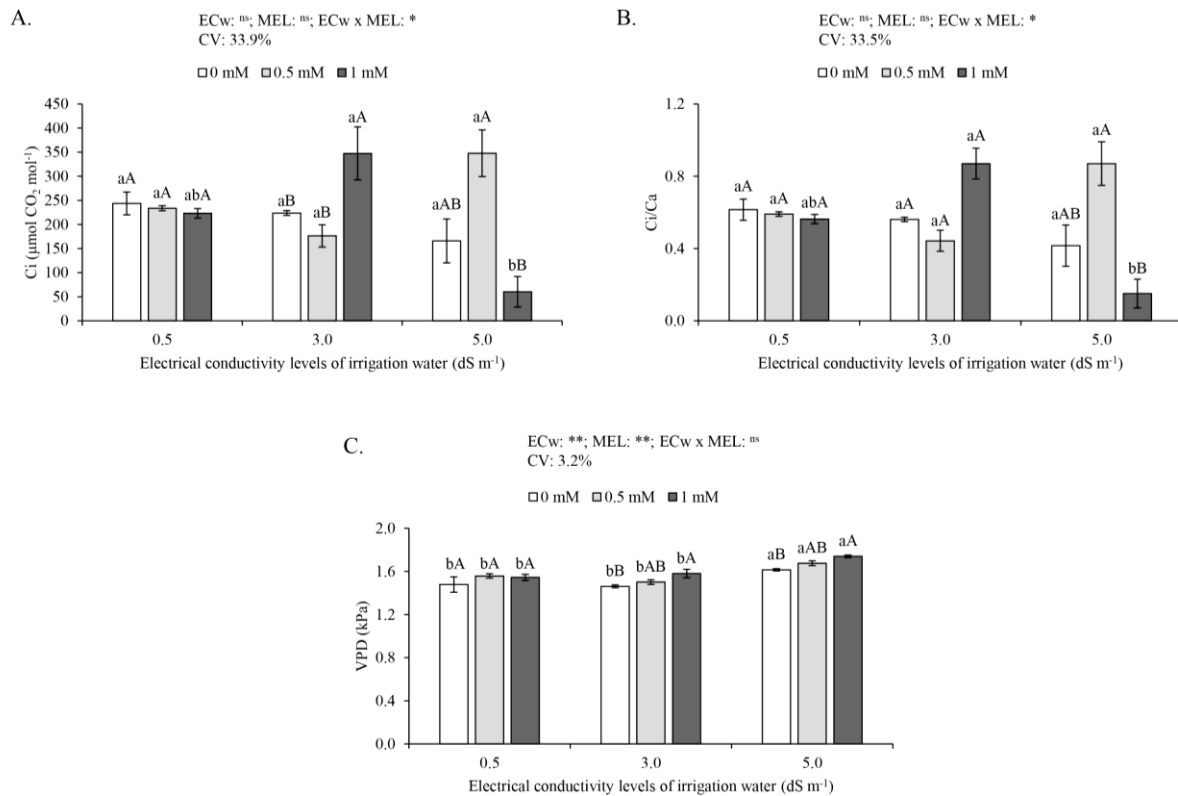 A.
ECw: ns; MEL: ns; ECw x MEL: *
CV: 33.9%
0 mM 0.5 mM 1 mM
Ci (µmol CO2 mol-1)
450
400
350
300
250
200
150
100
50
0
aA aA abA
aB aB aA
aAB aA bB
0.5 3.0 5.0
Electrical conductivity levels of irrigation water (dS m-1)
B.
ECw: ns; MEL: ns; ECw x MEL: *
CV: 33.5%
0 mM 0.5 mM 1 mM
Ci/Ca
1.2
0.8
0.4
0.0
aA aA abA
aA aA aA
aAB aA bB
0.5 3.0 5.0
Electrical conductivity levels of irrigation water (dS m-1)
C.
ECw: **; MEL: **; ECw x MEL: ns
CV: 3.2%
0 mM 0.5 mM 1 mM
VPD (kPa)
2.0
1.6
1.2
0.8
0.4
0.0
bA bA bA
bB bAB bA
aB aAB aA
0.5 3.0 5.0
Electrical conductivity levels of irrigation water (dS m-1)